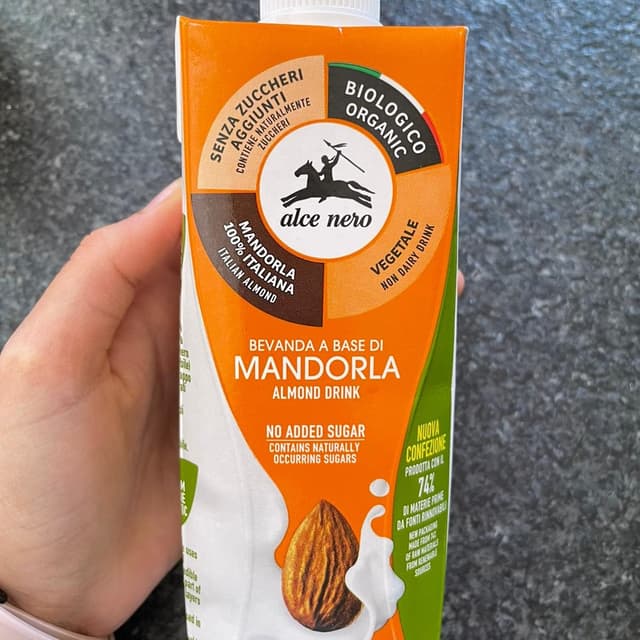 SENZA ZUCCHERI
AGGIUNTI
CONTIENE NATURALMENTE
ZUCCHERI
BIOLOGICO
ORGANIC
alce nero
MANDORLA
100% ITALIANA
ITALIAN ALMOND
VEGETALE
NON DAIRY DRINK
BEVANDA A BASE DI
MANDORLA
ALMOND DRINK
NO ADDED SUGAR
CONTAINS NATURALLY
OCCURRING SUGARS
NUOVA
CONFEZIONE
PRODOTTA CON IL
74%
DI MATERIE PRIME
DA FONTI RINNOVABILI
NEW PACKAGING
MADE FROM 74%
OF RAW MATERIALS
FROM RENEWABLE
SOURCES